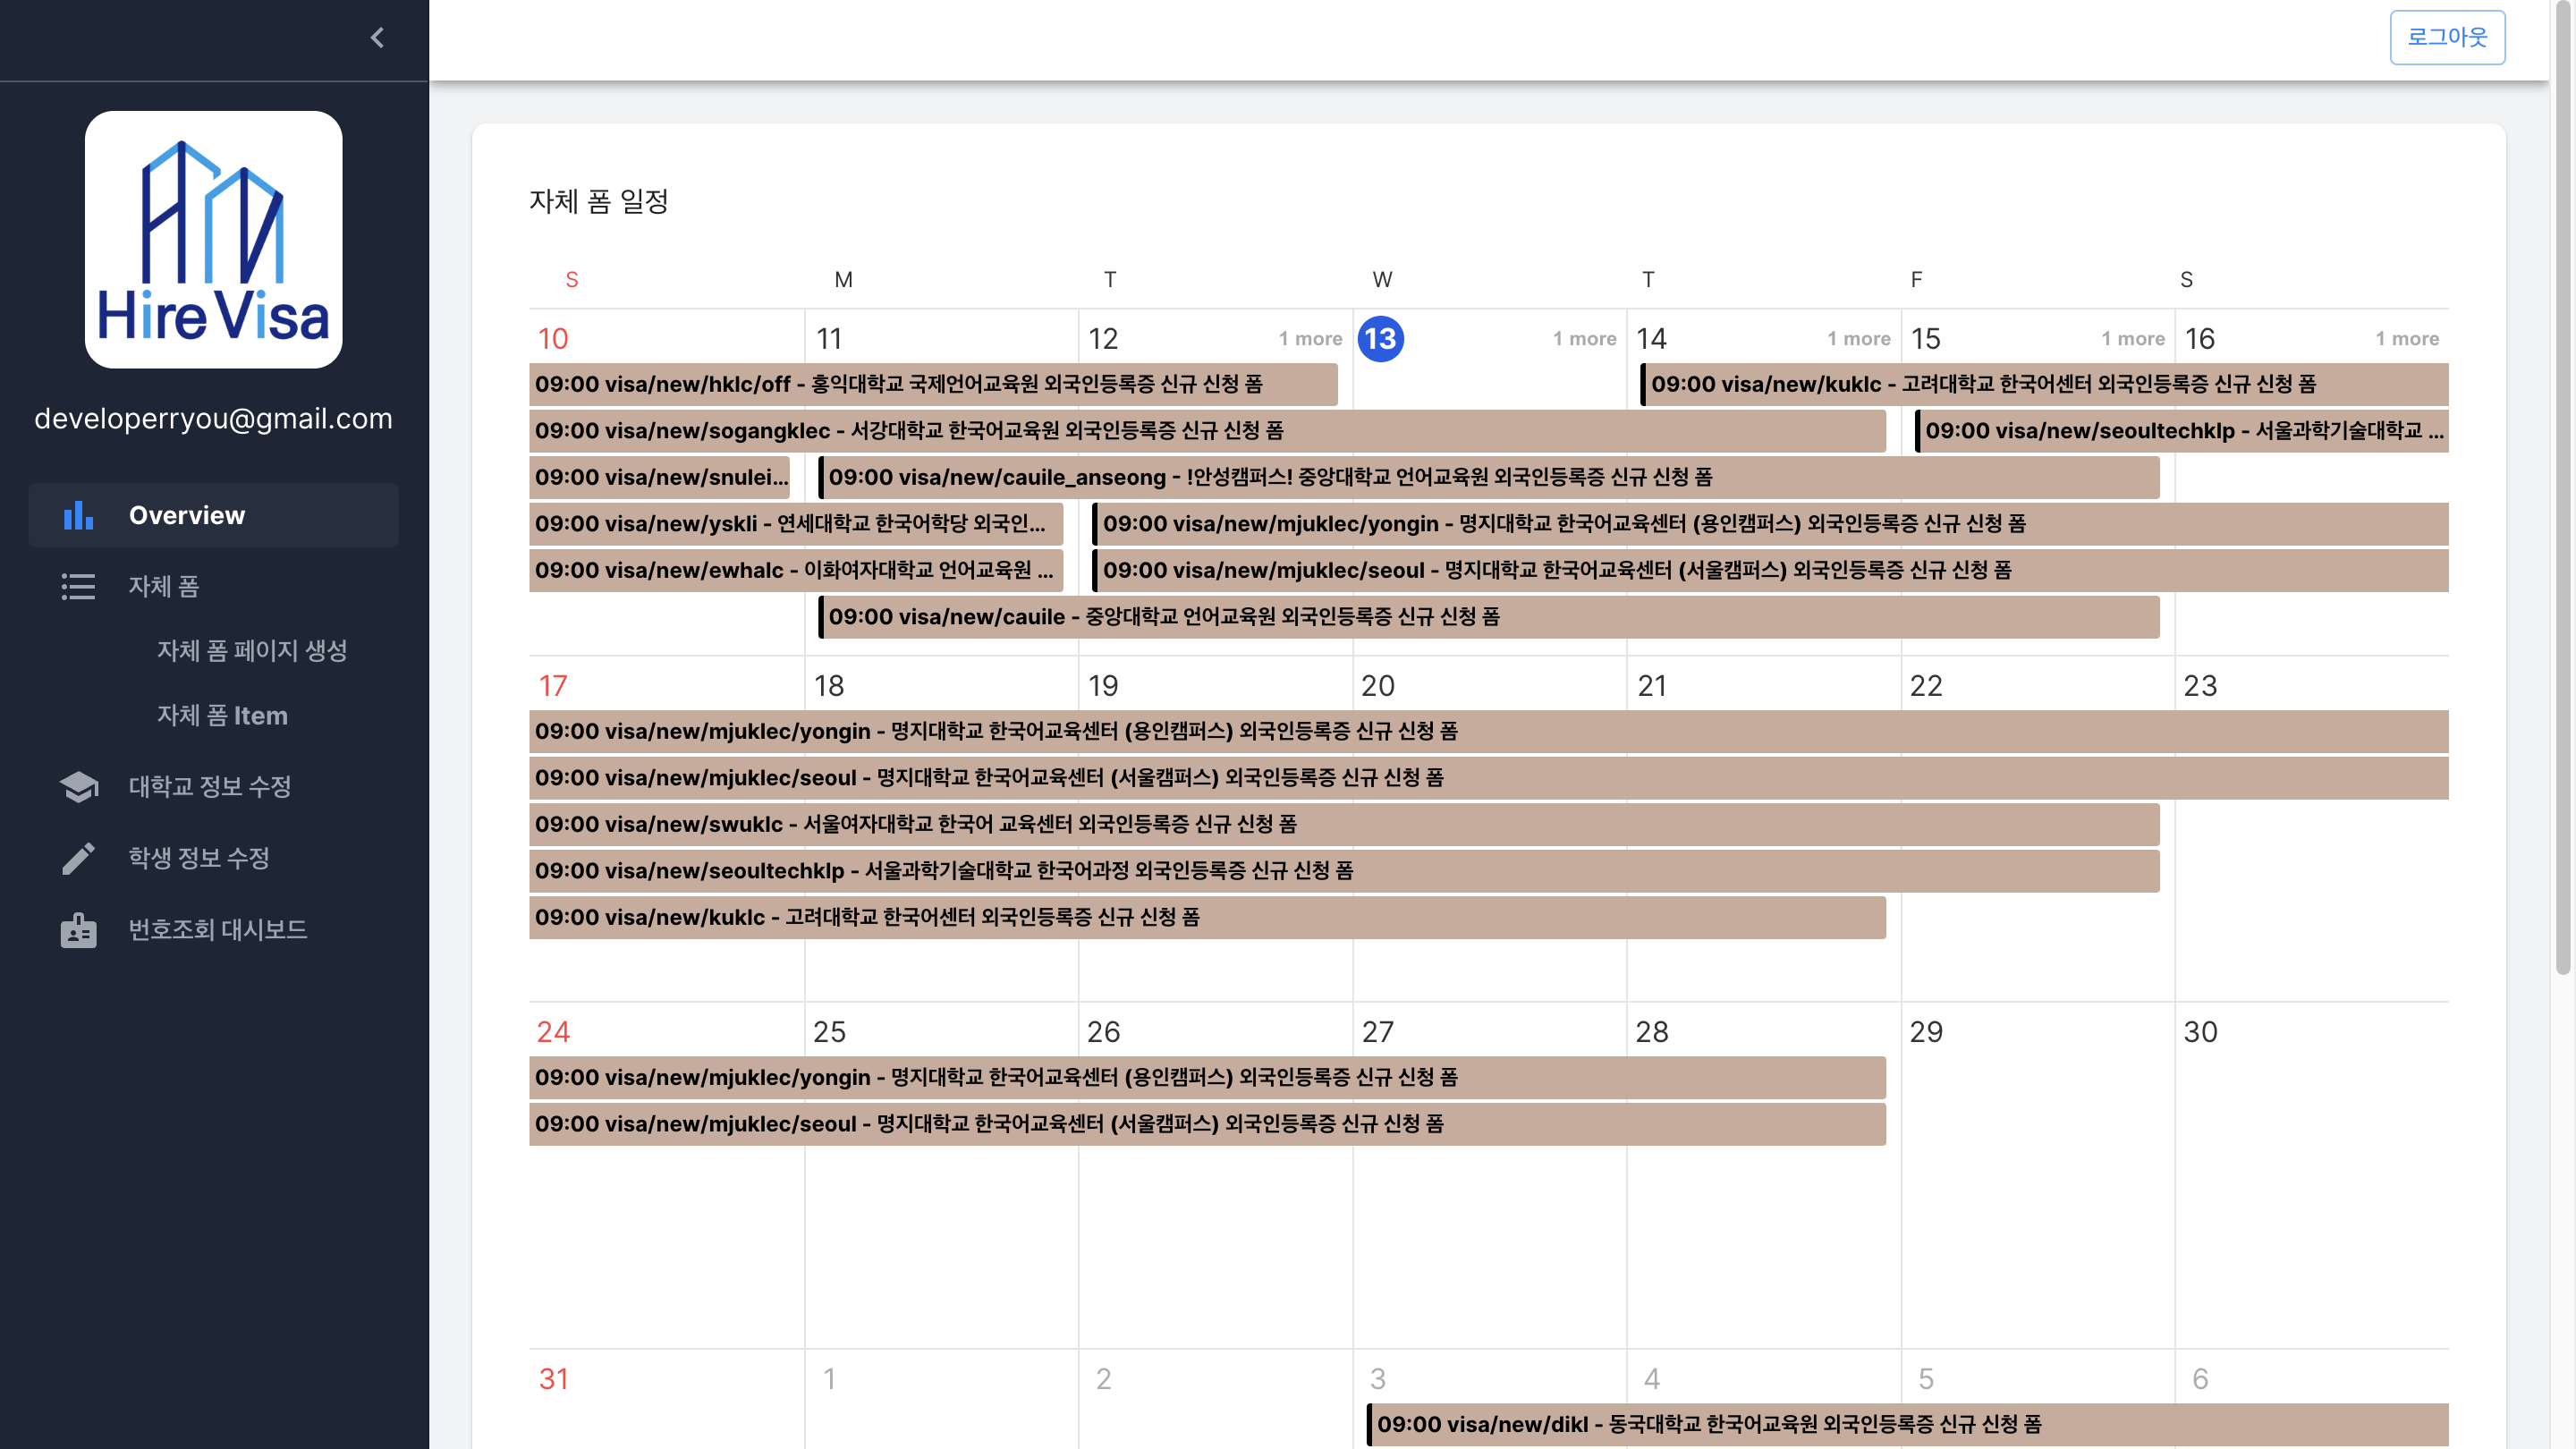 로그아웃
Hire Visa
developerryou@gmail.com
Overview
자체 폼
자체 폼 페이지 생성
자체 폼 Item
대학교 정보 수정
학생 정보 수정
번호조회 대시보드
자체 폼 일정
S M T W T F S
10 11 12 1 more 13 1 more 14 1 more 15 1 more 16 1 more
09:00 visa/new/hklc/off - 홍익대학교 국제언어교육원 외국인등록증 신규 신청 폼
09:00 visa/new/kuklc - 고려대학교 한국어센터 외국인등록증 신규 신청 폼
09:00 visa/new/sogangklec - 서강대학교 한국어교육원 외국인등록증 신규 신청 폼
09:00 visa/new/seoultechklp - 서울과학기술대학교 ...
09:00 visa/new/snulei...
09:00 visa/new/cauile_anseong - !안성캠퍼스! 중앙대학교 언어교육원 외국인등록증 신규 신청 폼
09:00 visa/new/yskli - 연세대학교 한국어학당 외국인...
09:00 visa/new/mjuklec/yongin - 명지대학교 한국어교육센터 (용인캠퍼스) 외국인등록증 신규 신청 폼
09:00 visa/new/ewhalc - 이화여자대학교 언어교육원 ...
09:00 visa/new/mjuklec/seoul - 명지대학교 한국어교육센터 (서울캠퍼스) 외국인등록증 신규 신청 폼
09:00 visa/new/cauile - 중앙대학교 언어교육원 외국인등록증 신규 신청 폼
17 18 19 20 21 22 23
09:00 visa/new/mjuklec/yongin - 명지대학교 한국어교육센터 (용인캠퍼스) 외국인등록증 신규 신청 폼
09:00 visa/new/mjuklec/seoul - 명지대학교 한국어교육센터 (서울캠퍼스) 외국인등록증 신규 신청 폼
09:00 visa/new/swuklc - 서울여자대학교 한국어 교육센터 외국인등록증 신규 신청 폼
09:00 visa/new/seoultechklp - 서울과학기술대학교 한국어과정 외국인등록증 신규 신청 폼
09:00 visa/new/kuklc - 고려대학교 한국어센터 외국인등록증 신규 신청 폼
24 25 26 27 28 29 30
09:00 visa/new/mjuklec/yongin - 명지대학교 한국어교육센터 (용인캠퍼스) 외국인등록증 신규 신청 폼
09:00 visa/new/mjuklec/seoul - 명지대학교 한국어교육센터 (서울캠퍼스) 외국인등록증 신규 신청 폼
31 1 2 3 4 5 6
09:00 visa/new/dikl - 동국대학교 한국어교육원 외국인등록증 신규 신청 폼